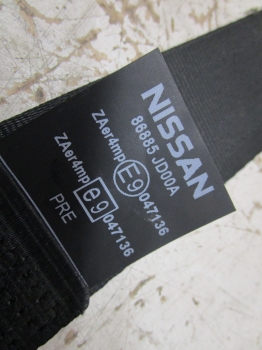 NISSAN
86885 JD00A
ZAer4mp E9 047136
ZAer4mp e9 047136
PRE